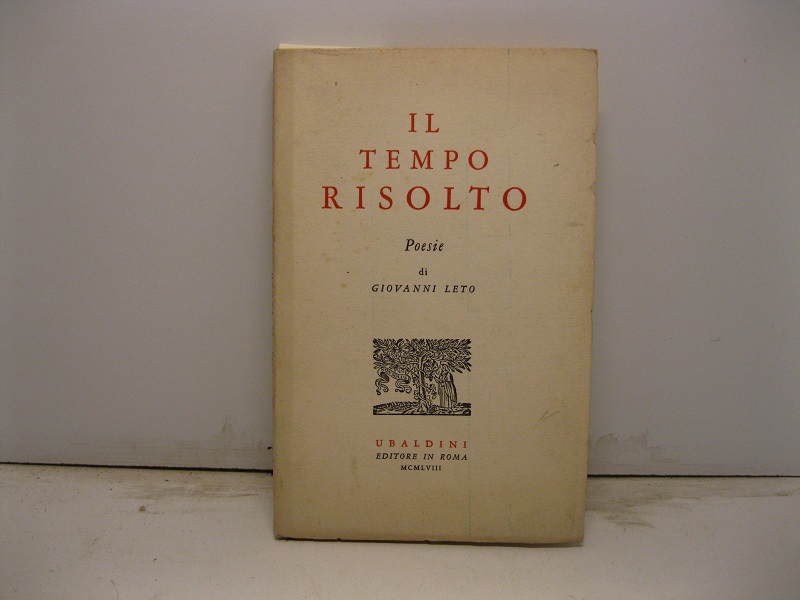 IL
TEMPO
RISOLTO
Poesie
di
GIOVANNI LETO
UBALDINI
EDITORE IN ROMA
MCMLVIII